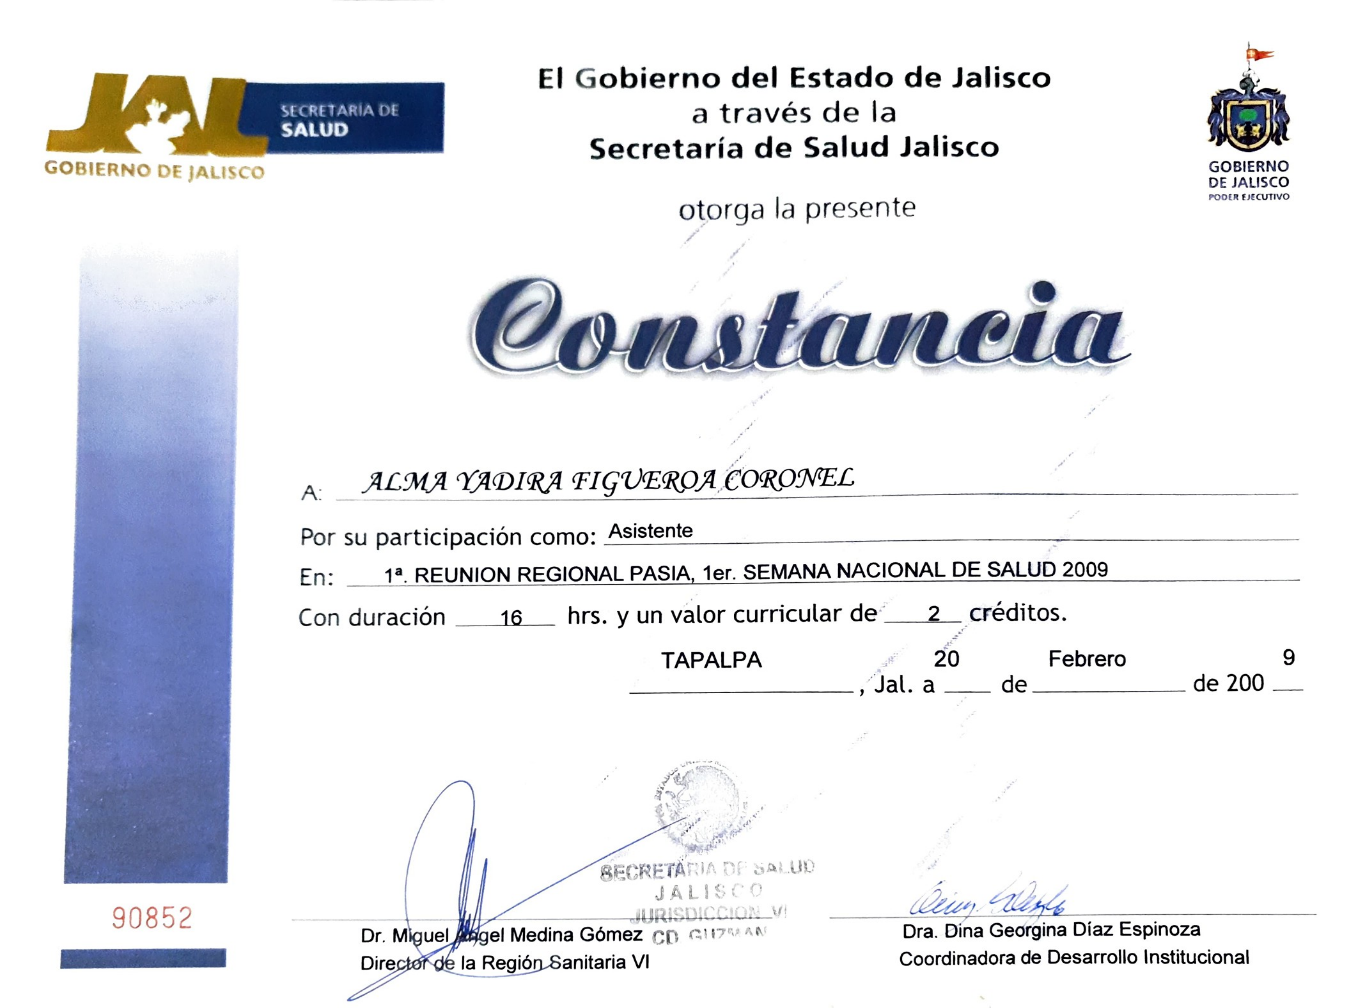 SECRETARÍA DE
SALUD
GOBIERNO DE JALISCO
El Gobierno del Estado de Jalisco
a través de la
Secretaría de Salud Jalisco
otorga la presente
GOBIERNO
DE JALISCO
PODER EJECUTIVO
Constancia
A: ALMA YADIRA FIGUEROA CORONEL
Por su participación como: Asistente
En: 1ª. REUNION REGIONAL PASIA, 1er. SEMANA NACIONAL DE SALUD 2009
Con duración 16 hrs. y un valor curricular de 2 créditos.
TAPALPA, Jal. a 20 de Febrero de 200 9
SECRETARIA DE SALUD
JALISCO
JURISDICCION VI
CD GUZMAN
90852
Dr. Miguel Angel Medina Gómez
Director de la Región Sanitaria VI
Dra. Dina Georgina Díaz Espinoza
Coordinadora de Desarrollo Institucional